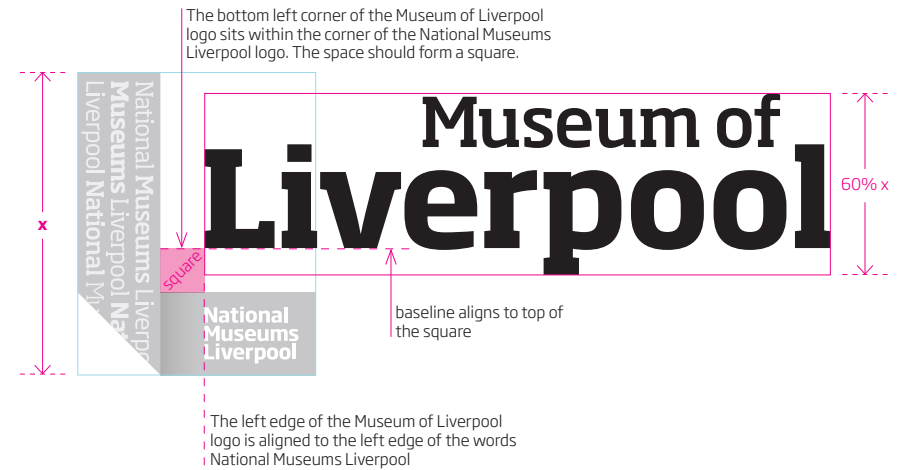 The bottom left corner of the Museum of Liverpool
logo sits within the corner of the National Museums
Liverpool logo. The space should form a square.
National Museums Liverpo
Museums Liverpool Nat
Liverpool National Mu
Museum of
Liverpool
x
60% x
square
National
Museums
Liverpool
baseline aligns to top of
the square
The left edge of the Museum of Liverpool
logo is aligned to the left edge of the words
National Museums Liverpool